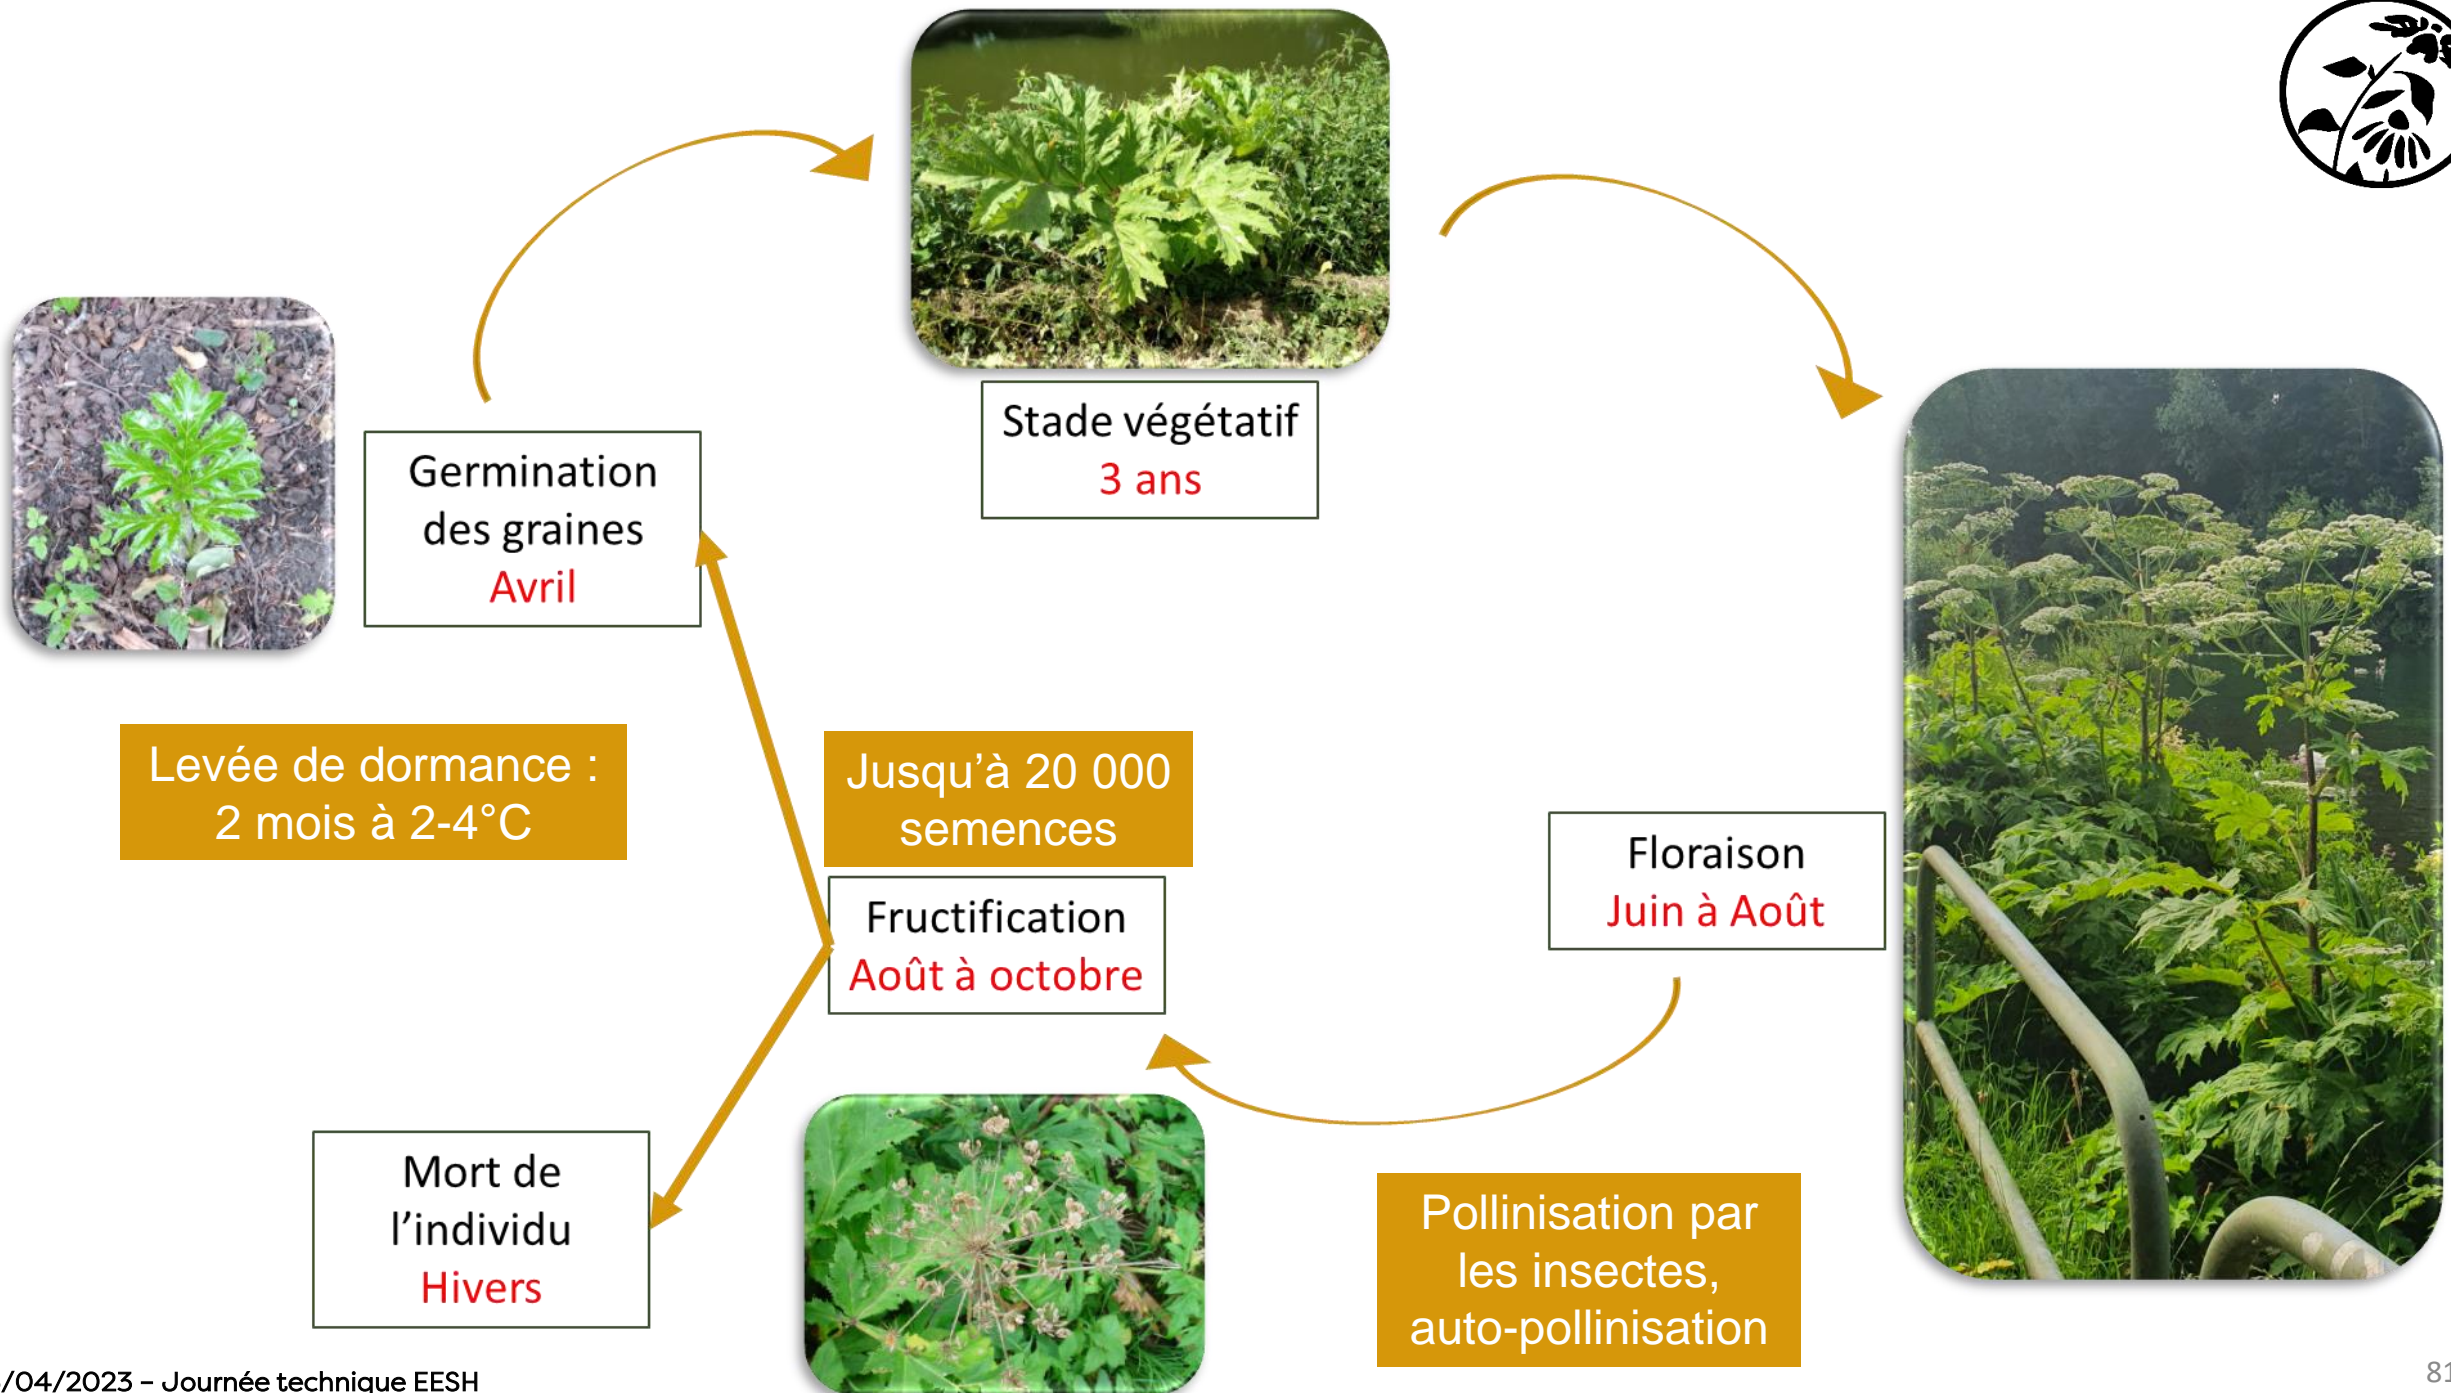 Stade végétatif
3 ans
Germination
des graines
Avril
Levée de dormance :
2 mois à 2-4°C
Jusqu’à 20 000
semences
Fructification
Août à octobre
Floraison
Juin à Août
Mort de
l’individu
Hivers
Pollinisation par
les insectes,
auto-pollinisation
/04/2023 – Journée technique EESH
81